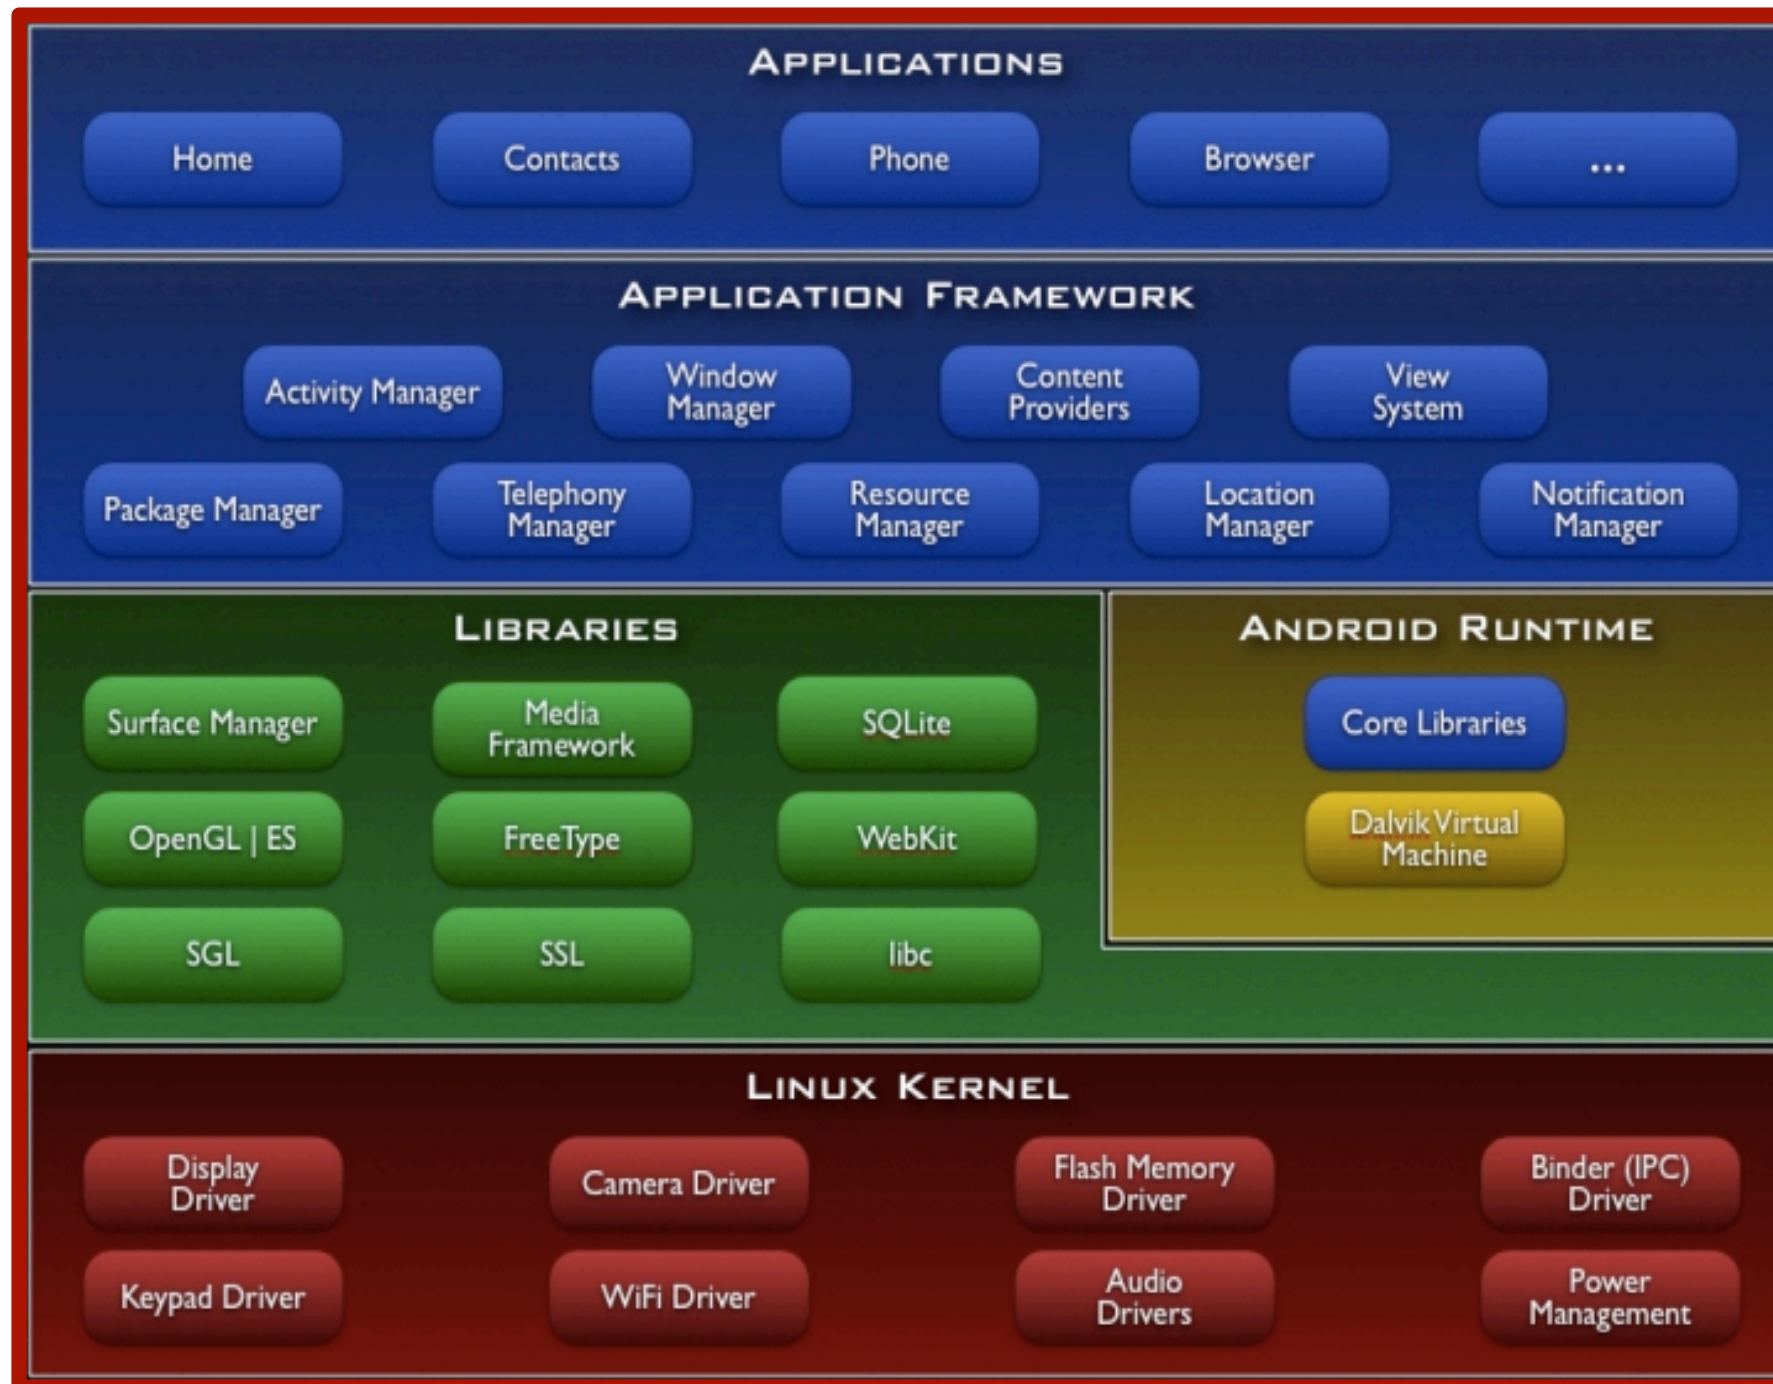 APPLICATIONS
Home
Contacts
Phone
Browser
...
APPLICATION FRAMEWORK
Activity Manager
Window
Manager
Content
Providers
View
System
Package Manager
Telephony
Manager
Resource
Manager
Location
Manager
Notification
Manager
LIBRARIES
Surface Manager
Media
Framework
SQLite
OpenGL | ES
FreeType
WebKit
SGL
SSL
libc
ANDROID RUNTIME
Core Libraries
Dalvik Virtual
Machine
LINUX KERNEL
Display
Driver
Camera Driver
Flash Memory
Driver
Binder (IPC)
Driver
Keypad Driver
WiFi Driver
Audio
Drivers
Power
Management